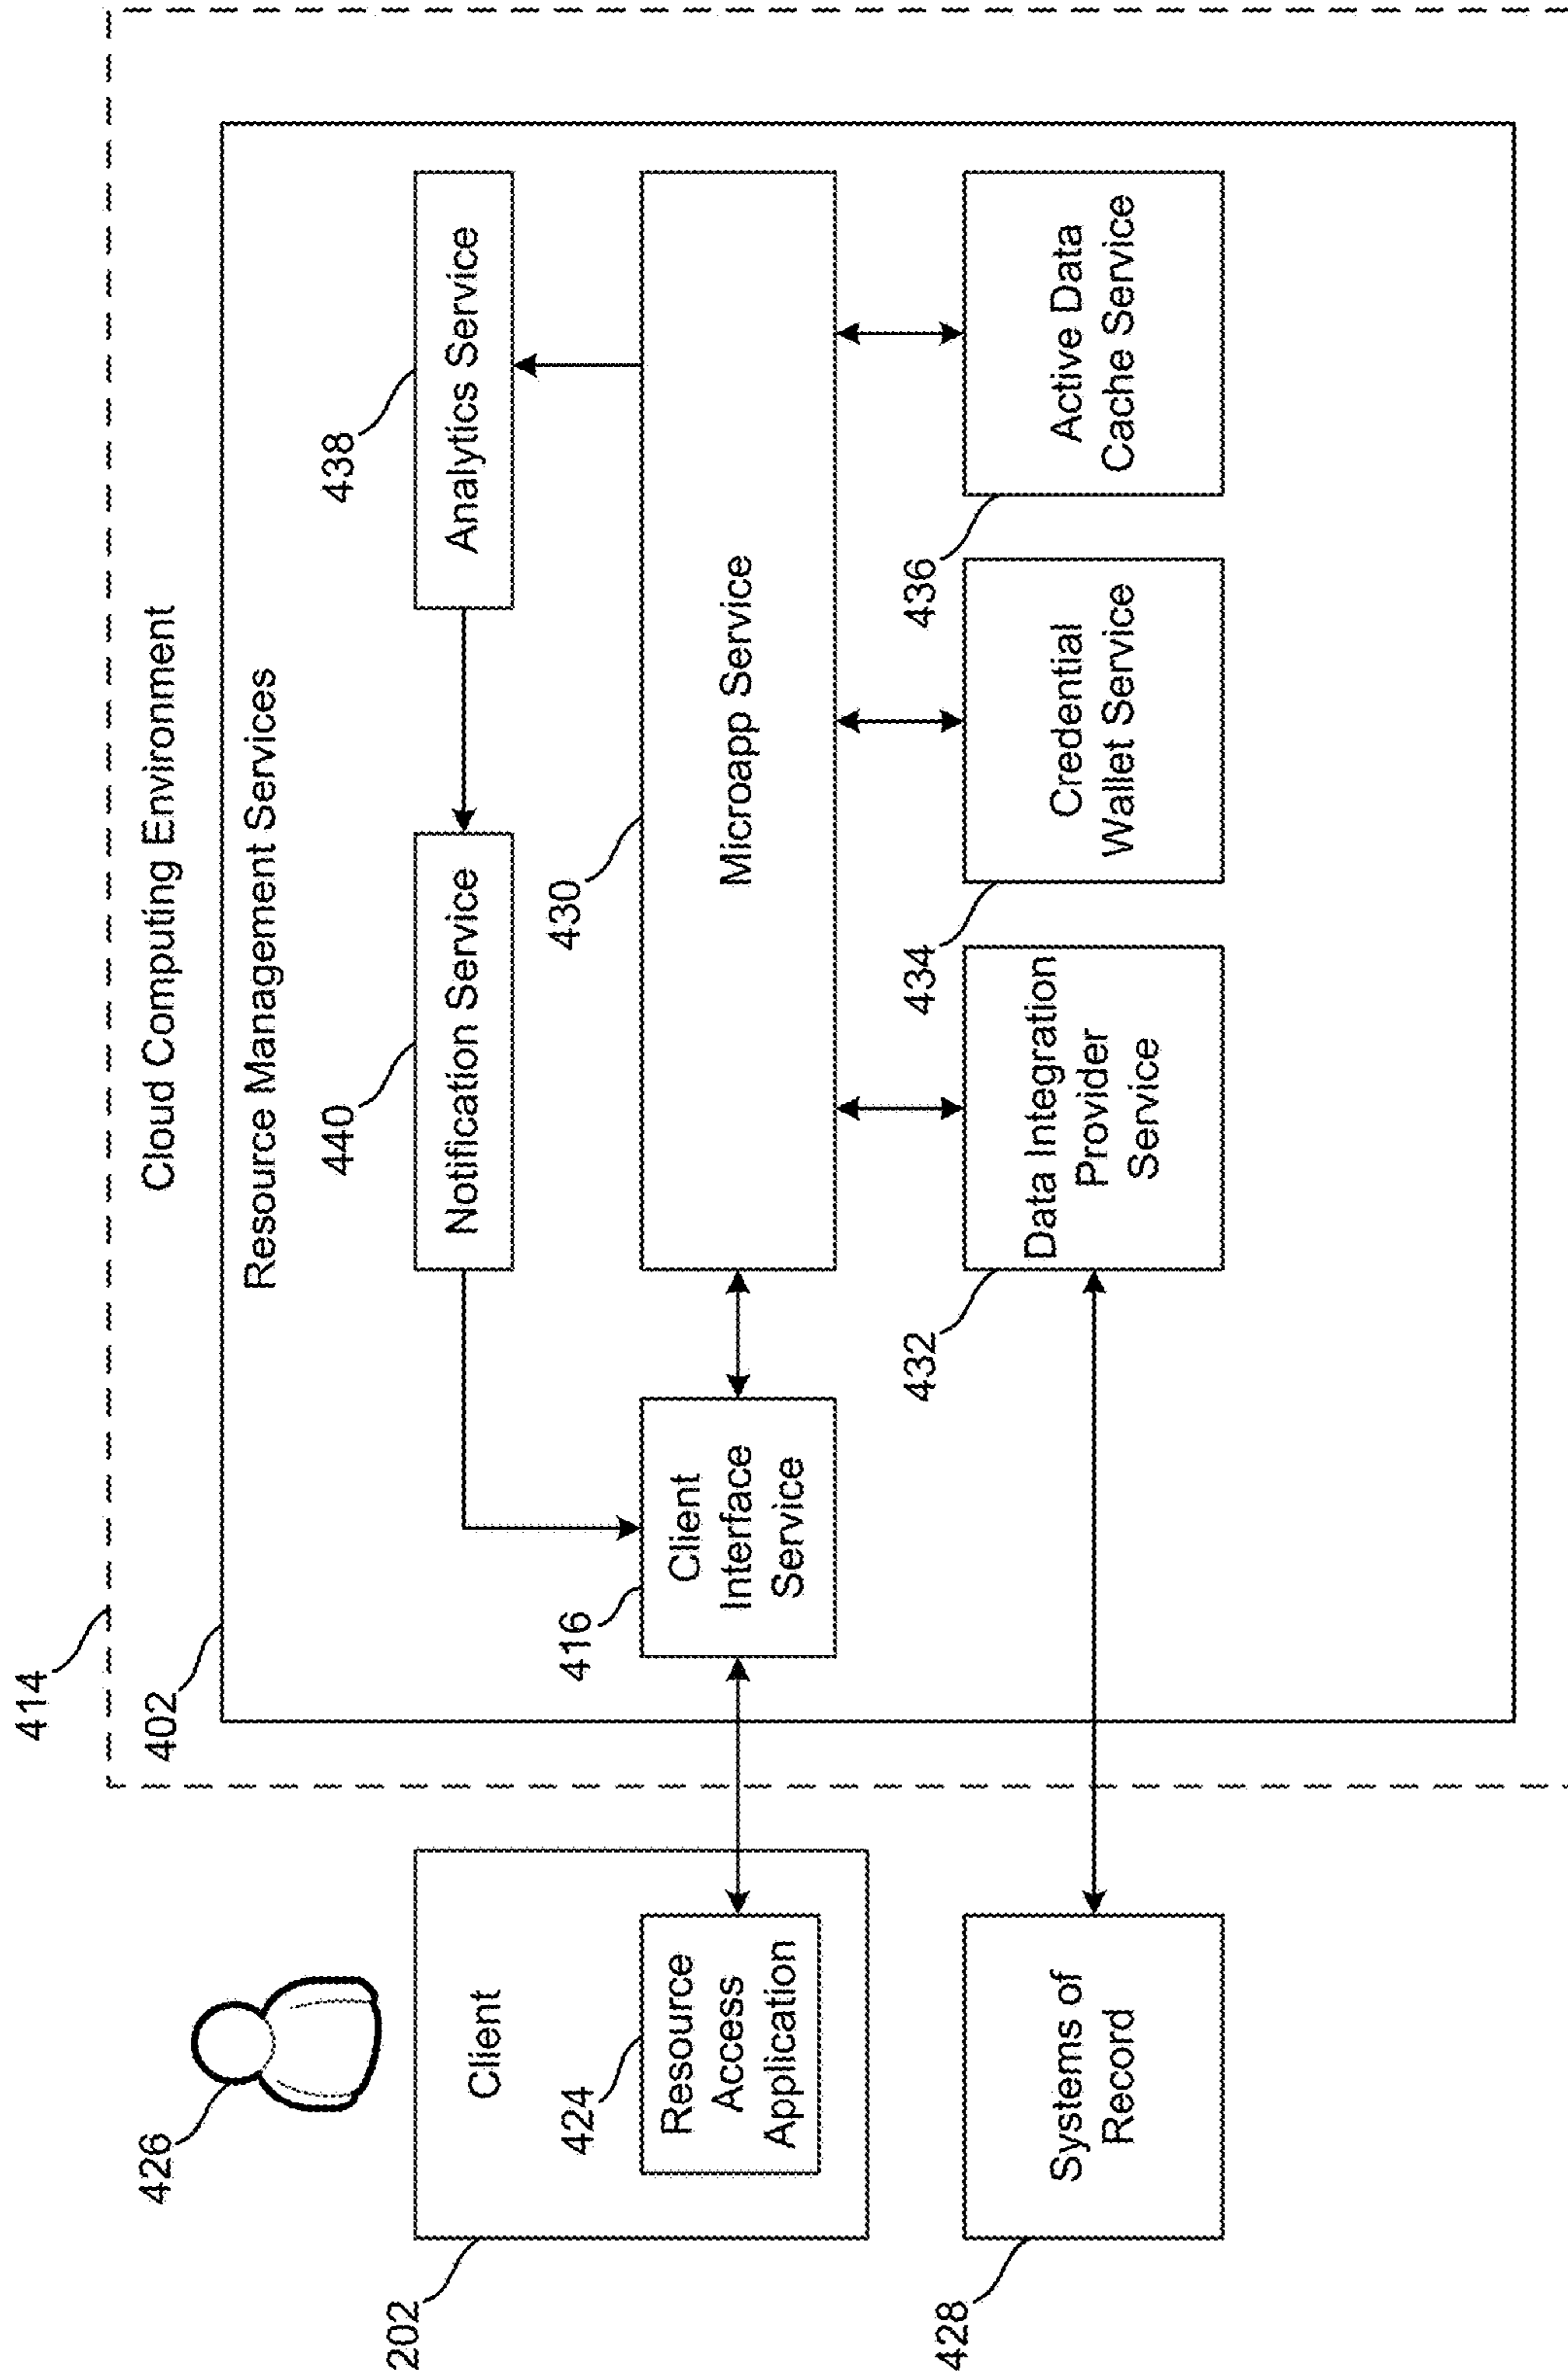 414
Cloud Computing Environment
402
Resource Management Services
426
440
438
Notification Service
Analytics Service
202
Client
424
Resource
Access
Application
416
Client
Interface
Service
430
Microapp Service
428
Systems of
Record
432
Data Integration
Provider
Service
434
Credential
Wallet Service
436
Active Data
Cache Service